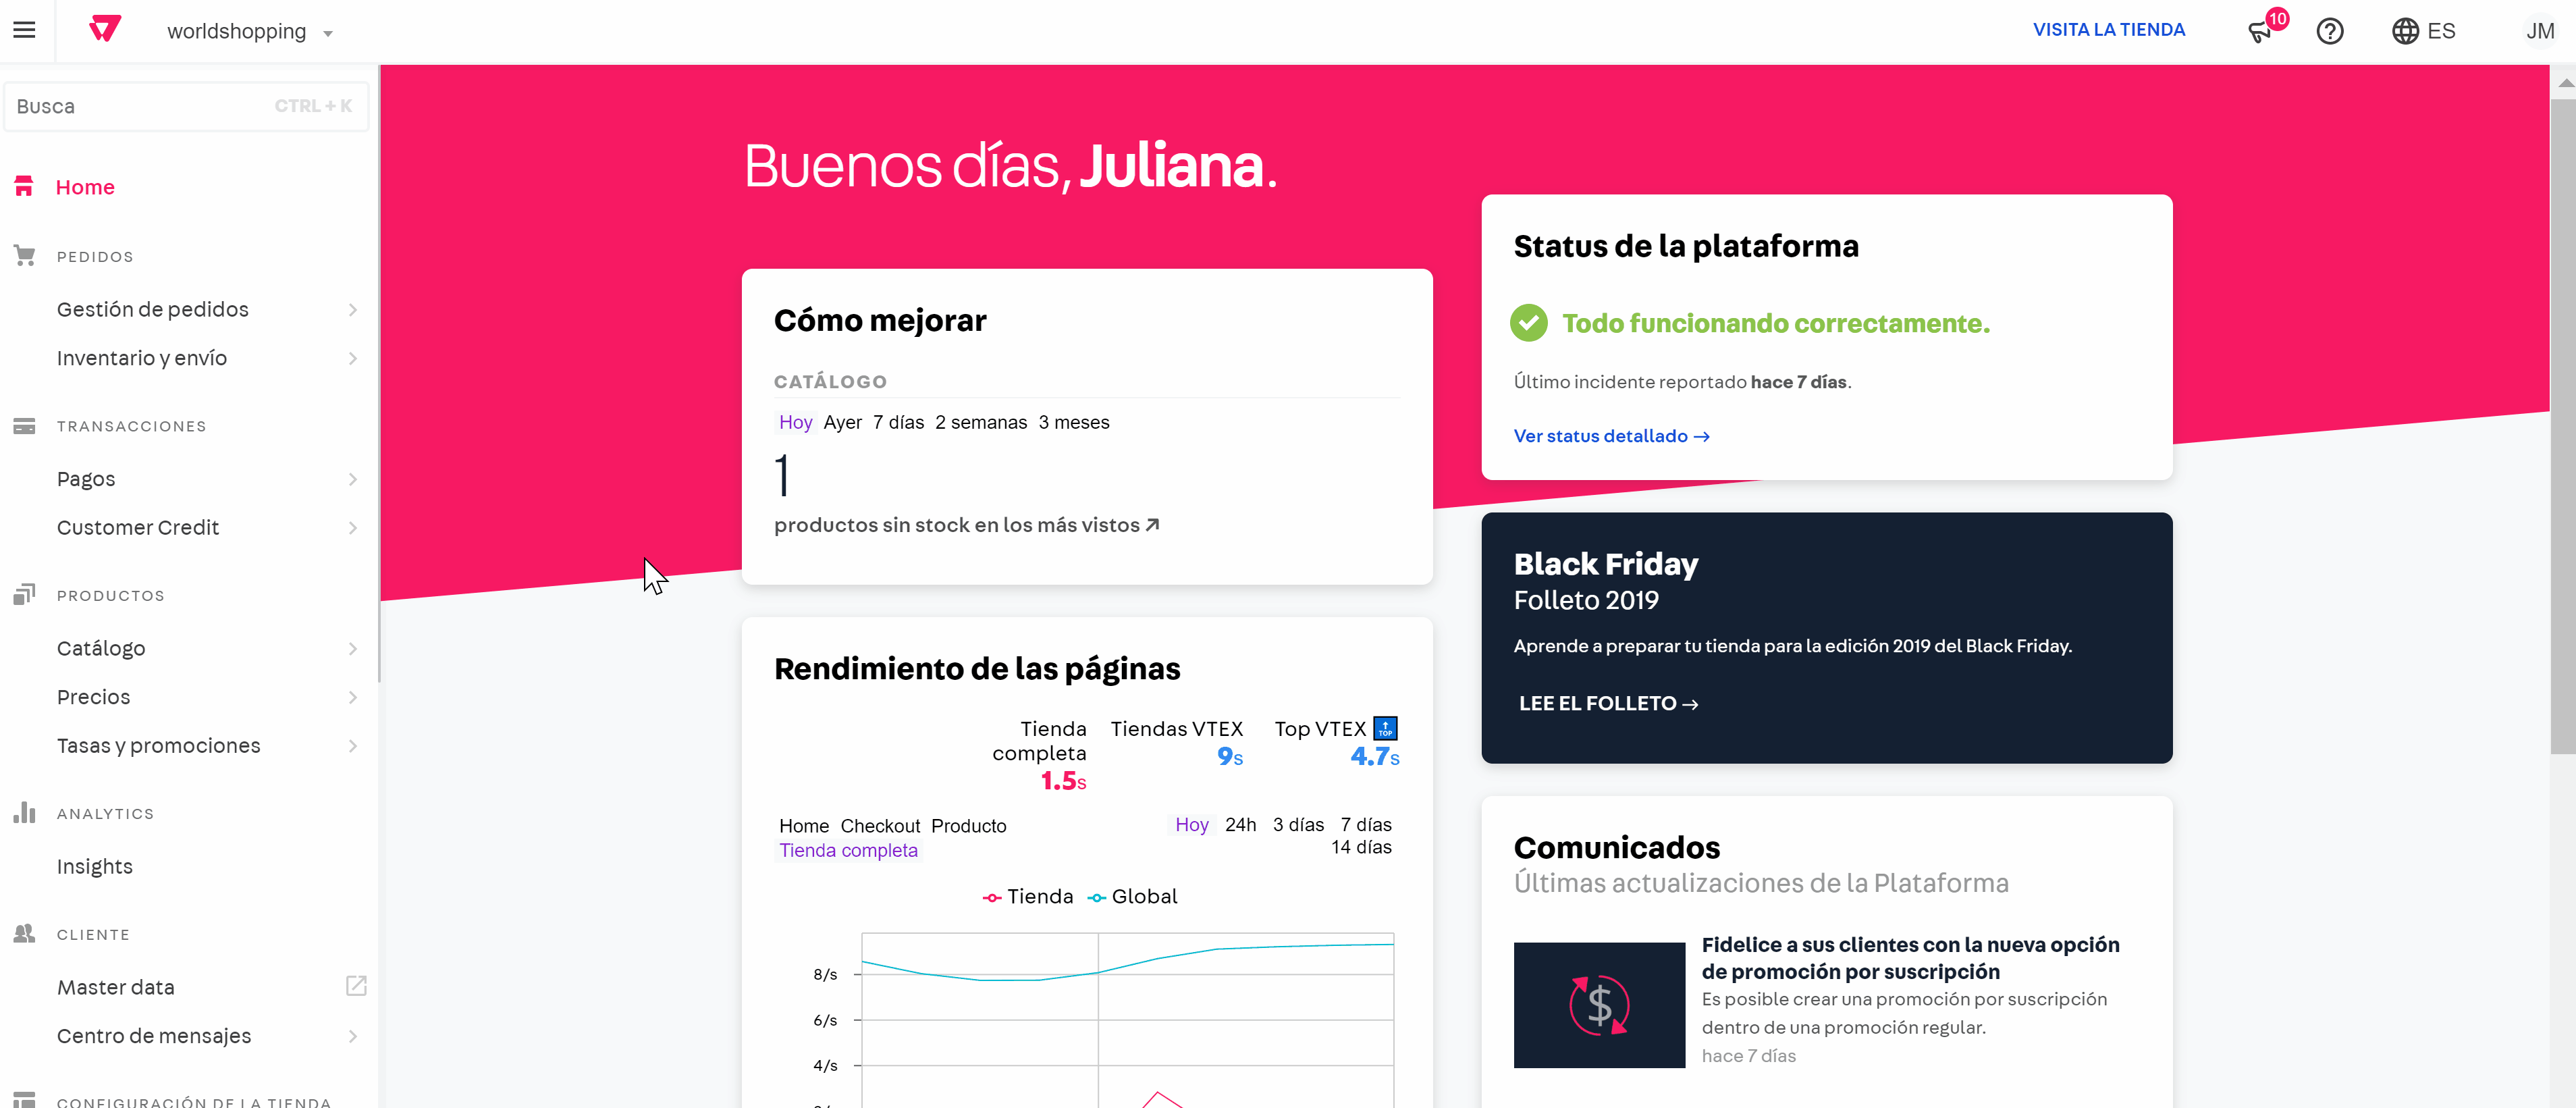 worldshopping
VISITA LA TIENDA
10
ES
JM
Busca
CTRL + K
Home
PEDIDOS
Gestión de pedidos
Inventario y envío
TRANSACCIONES
Pagos
Customer Credit
PRODUCTOS
Catálogo
Precios
Tasas y promociones
ANALYTICS
Insights
CLIENTE
Master data
Centro de mensajes
CONFIGURACIÓN DE LA TIENDA
Buenos días, Juliana.
Cómo mejorar
CATÁLOGO
Hoy Ayer 7 días 2 semanas 3 meses
1
productos sin stock en los más vistos
Rendimiento de las páginas
Tienda completa
1.5s
Tiendas VTEX
9s
Top VTEX
TOP
4.7s
Home Checkout Producto
Tienda completa
Hoy 24h 3 días 7 días
14 días
Tienda Global
8/s
6/s
4/s
Status de la plataforma
Todo funcionando correctamente.
Último incidente reportado hace 7 días.
Ver status detallado →
Black Friday
Folleto 2019
Aprende a preparar tu tienda para la edición 2019 del Black Friday.
LEE EL FOLLETO →
Comunicados
Últimas actualizaciones de la Plataforma
$
Fidelice a sus clientes con la nueva opción
de promoción por suscripción
Es posible crear una promoción por suscripción
dentro de una promoción regular.
hace 7 días